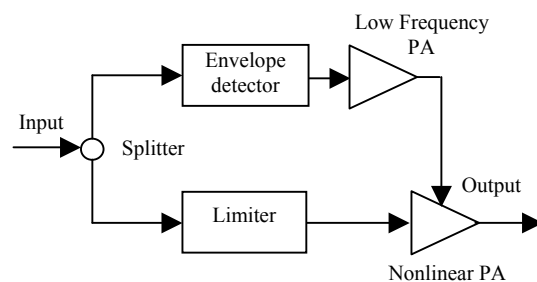 Low Frequency
PA
Envelope
detector
Input
Splitter
Output
Limiter
Nonlinear PA